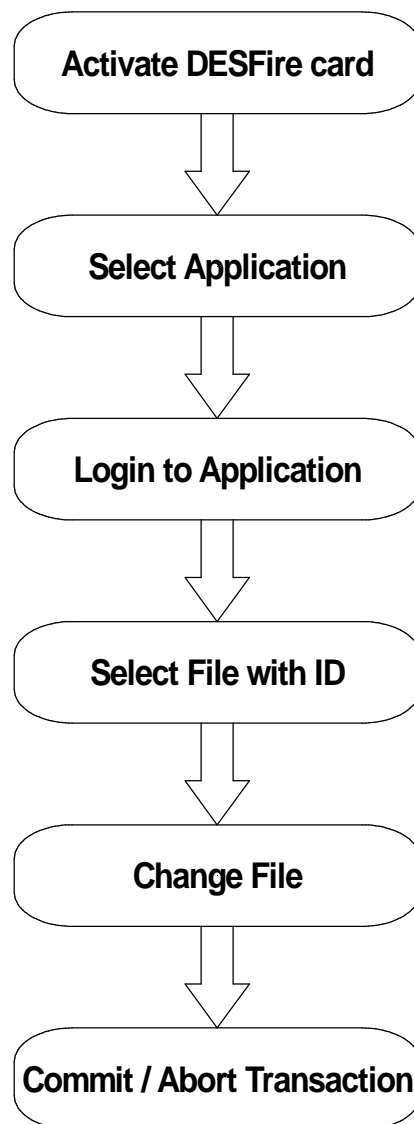 Activate DESFire card
Select Application
Login to Application
Select File with ID
Change File
Commit / Abort Transaction